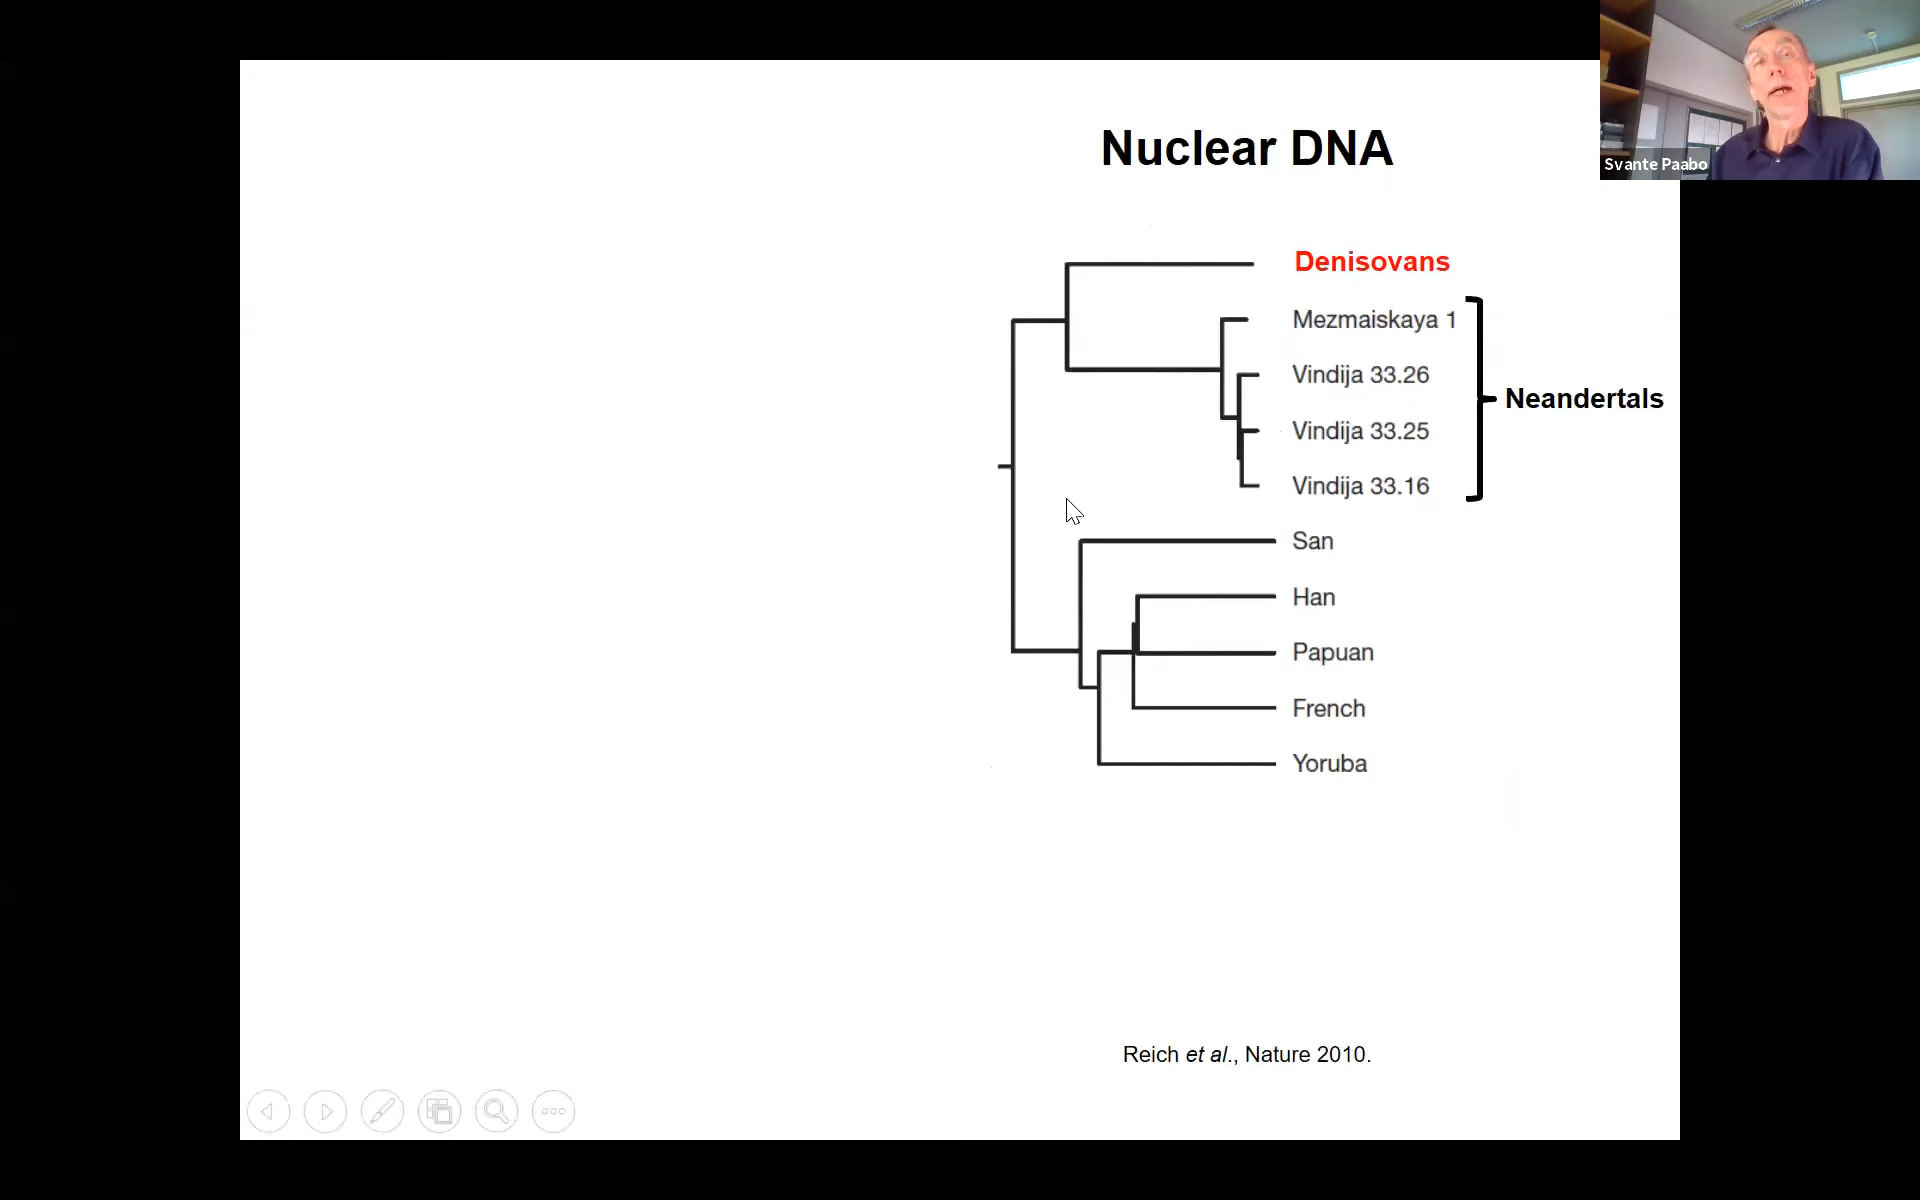 Svante Paabo
Nuclear DNA
Denisovans
Mezmaiskaya 1
Vindija 33.26
Neandertals
Vindija 33.25
Vindija 33.16
San
Han
Papuan
French
Yoruba
Reich et al., Nature 2010.